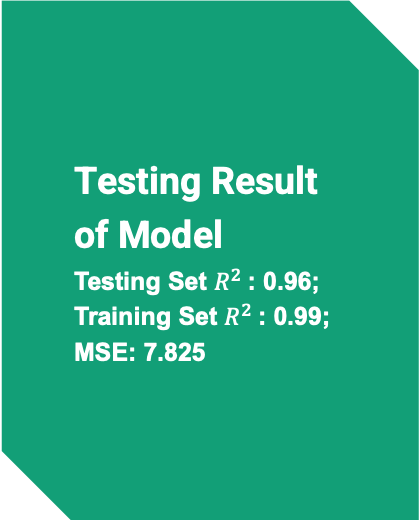 Testing Result
of Model
Testing Set R² : 0.96;
Training Set R² : 0.99;
MSE: 7.825